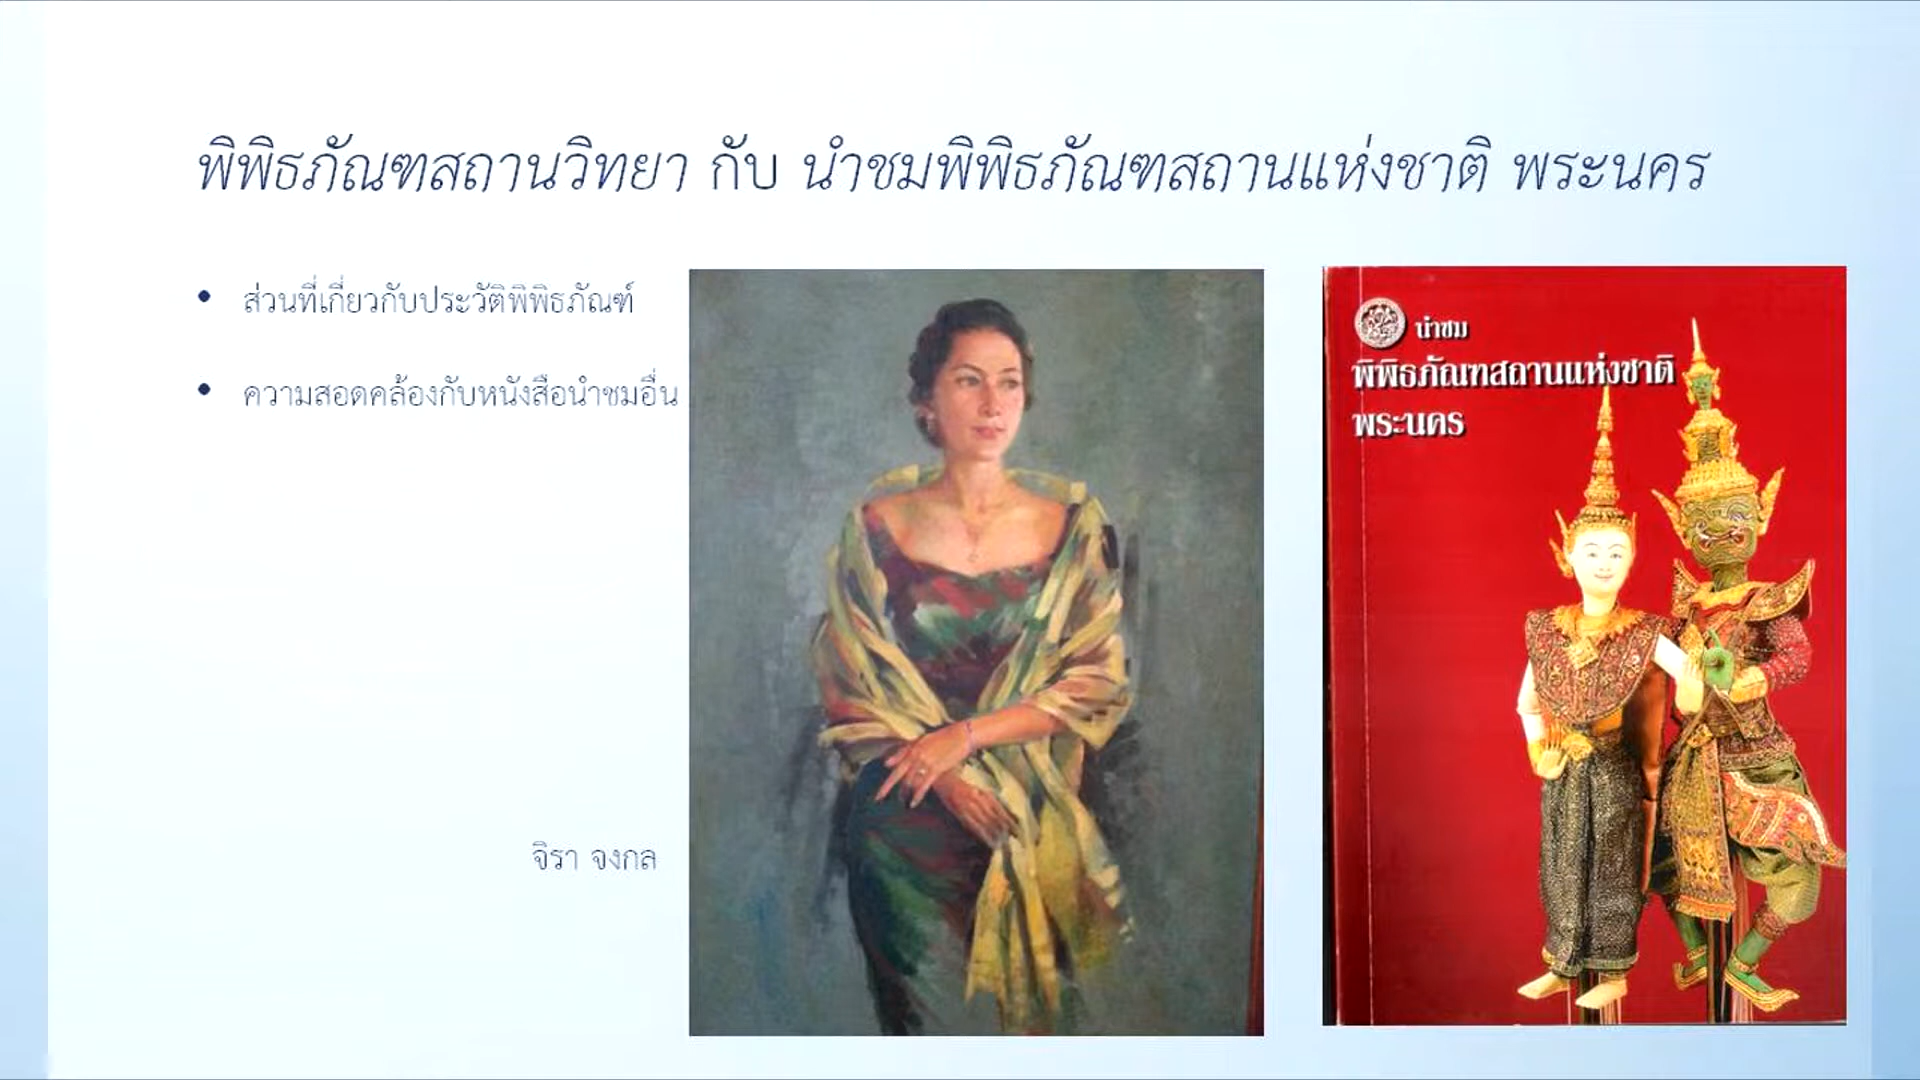 พิพิธภัณฑสถานวิทยา กับ นำชมพิพิธภัณฑสถานแห่งชาติ พระนคร
• ส่วนที่เกี่ยวกับประวัติพิพิธภัณฑ์
• ความสอดคล้องกับหนังสือนำชมอื่น
จิรา จงกล
นำชม
พิพิธภัณฑสถานแห่งชาติ
พระนคร